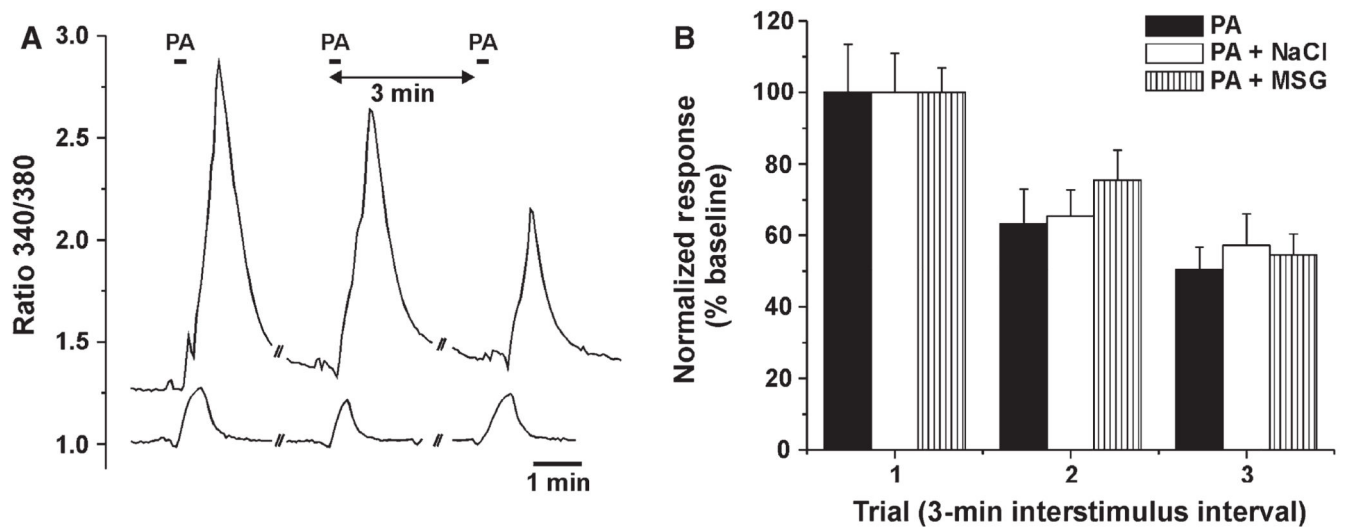 A
PA
PA
PA
3 min
3.0
2.5
2.0
1.5
1.0
Ratio 340/380
1 min
B
PA
PA + NaCl
PA + MSG
120
100
80
60
40
20
0
Normalized response
(% baseline)
1
2
3
Trial (3-min interstimulus interval)